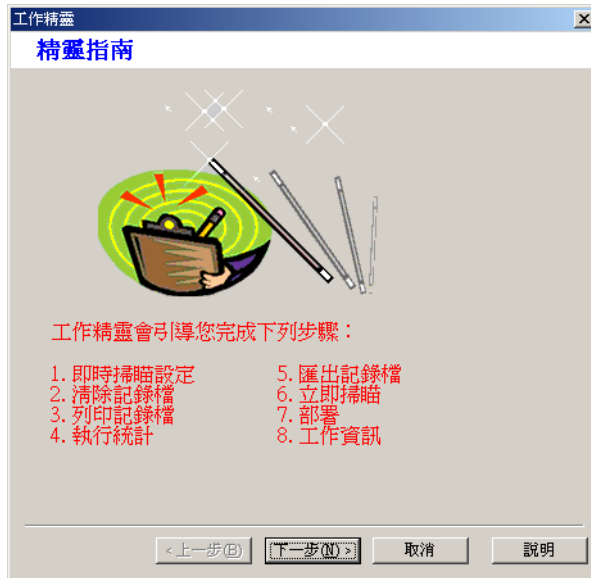 工作精靈
精靈指南
工作精靈會引導您完成下列步驟：
1. 即時掃瞄設定
2. 清除記錄檔
3. 列印記錄檔
4. 執行統計
5. 匯出記錄檔
6. 立即掃瞄
7. 部署
8. 工作資訊
<上一步(B)
下一步(N)>
取消
說明